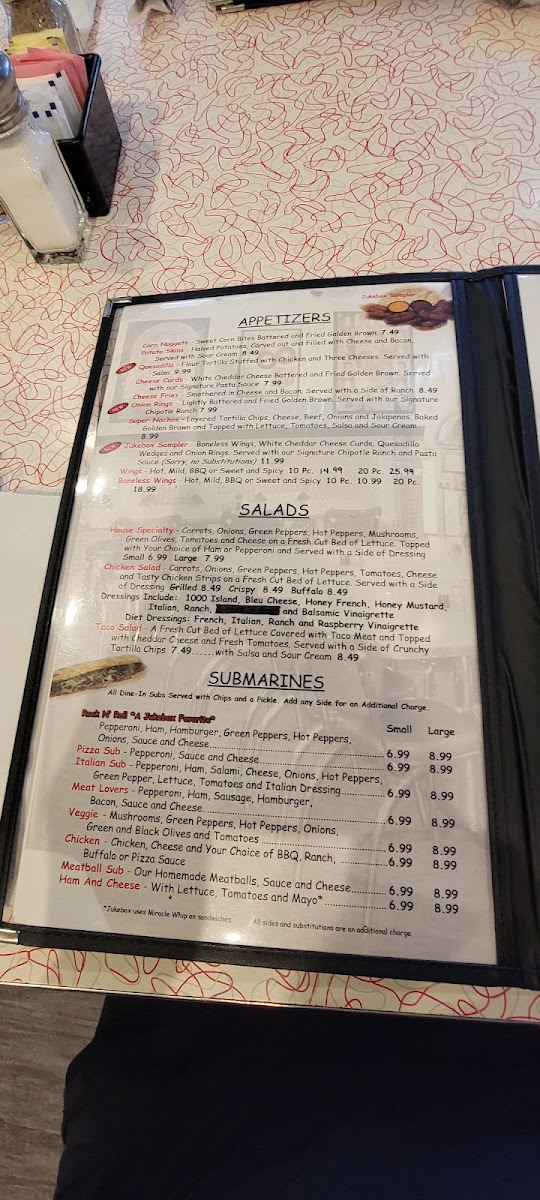 Jukebox Sampler
APPETIZERS
Corn Nuggets - Sweet Corn Bites Battered and Fried Golden Brown 7.49
Potato Skins - Halved Potatoes, Carved out and Filled with Cheese and Bacon.
Served with Sour Cream 8.49
NEW Quesadilla - Flour Tortilla Stuffed with Chicken and Three Cheeses. Served with
Salsa 9.99
Cheese Curds - White Cheddar Cheese Battered and Fried Golden Brown. Served
with our Signature Pasta Sauce 7.99
Cheese Fries - Smothered in Cheese and Bacon. Served with a Side of Ranch 8.49
NEW Onion Rings - Lightly Battered and Fried Golden Brown. Served with our Signature
Chipotle Ranch 7.99
Super Nachos - Layered Tortilla Chips, Cheese, Beef, Onions and Jalapenos. Baked
Golden Brown and Topped with Lettuce, Tomatoes, Salsa and Sour Cream
8.99
NEW Jukebox Sampler - Boneless Wings, White Cheddar Cheese Curds, Quesadilla
Wedges and Onion Rings. Served with our Signature Chipotle Ranch and Pasta
Sauce (Sorry, no Substitutions) 11.99
Wings - Hot, Mild, BBQ or Sweet and Spicy 10 Pc. 14.99 20 Pc. 25.99
Boneless Wings - Hot, Mild, BBQ or Sweet and Spicy 10 Pc. 10.99 20 Pc.
18.99
SALADS
House Specialty - Carrots, Onions, Green Peppers, Hot Peppers, Mushrooms,
Green Olives, Tomatoes and Cheese on a Fresh Cut Bed of Lettuce. Topped
with Your Choice of Ham or Pepperoni and Served with a Side of Dressing
Small 6.99 Large 7.99
Chicken Salad - Carrots, Onions, Green Peppers, Hot Peppers, Tomatoes, Cheese
and Tasty Chicken Strips on a Fresh Cut Bed of Lettuce. Served with a Side
of Dressing Grilled 8.49 Crispy 8.49 Buffalo 8.49
Dressings Include: 1000 Island, Bleu Cheese, Honey French, Honey Mustard,
Italian, Ranch, and Balsamic Vinaigrette
Diet Dressings: French, Italian, Ranch and Raspberry Vinaigrette
Taco Salad - A Fresh Cut Bed of Lettuce Covered with Taco Meat and Topped
with Cheddar Cheese and Fresh Tomatoes. Served with a Side of Crunchy
Tortilla Chips 7.49......with Salsa and Sour Cream 8.49
SUBMARINES
All Dine-In Subs Served with Chips and a Pickle. Add any Side for an Additional Charge.
Small Large
Rock N' Roll "A Jukebox Favorite"
Pepperoni, Ham, Hamburger, Green Peppers, Hot Peppers,
Onions, Sauce and Cheese 6.99 8.99
Pizza Sub - Pepperoni, Sauce and Cheese 6.99 8.99
Italian Sub - Pepperoni, Ham, Salami, Cheese, Onions, Hot Peppers,
Green Pepper, Lettuce, Tomatoes and Italian Dressing 6.99 8.99
Meat Lovers - Pepperoni, Ham, Sausage, Hamburger,
Bacon, Sauce and Cheese 6.99 8.99
Veggie - Mushrooms, Green Peppers, Hot Peppers, Onions,
Green and Black Olives and Tomatoes 6.99 8.99
Chicken - Chicken, Cheese and Your Choice of BBQ, Ranch, 6.99 8.99
Buffalo or Pizza Sauce
Meatball Sub - Our Homemade Meatballs, Sauce and Cheese 6.99 8.99
Ham And Cheese - With Lettuce, Tomatoes and Mayo* 6.99 8.99
*
*Jukebox uses Miracle Whip on sandwiches. All sides and substitutions are an additional charge.